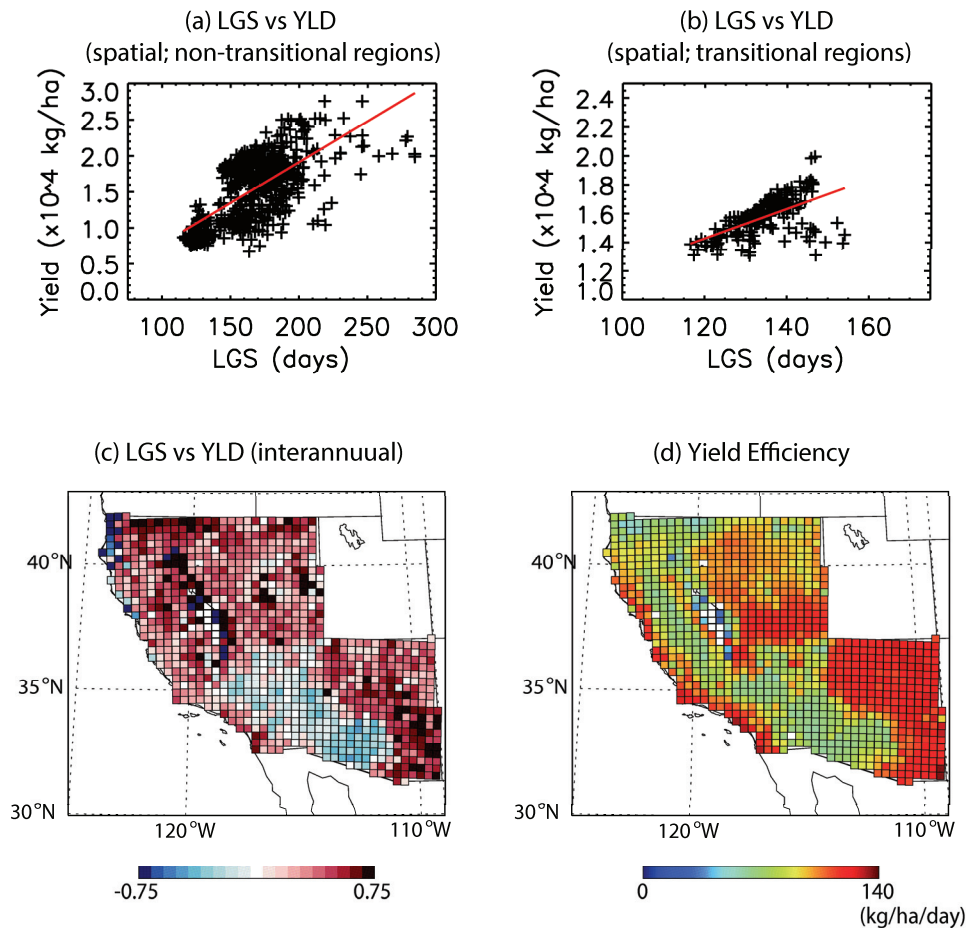 (a) LGS vs YLD
(spatial; non-transitional regions)
3.0
2.5
2.0
1.5
1.0
0.5
0.0
Yield (x10^4 kg/ha)
100 150 200 250 300
LGS (days)
(b) LGS vs YLD
(spatial; transitional regions)
2.4
2.2
2.0
1.8
1.6
1.4
1.2
1.0
Yield (x10^4 kg/ha)
100 120 140 160
LGS (days)
(c) LGS vs YLD (interannuual)
40°N
35°N
30°N
120°W 110°W
-0.75 0.75
(d) Yield Efficiency
40°N
35°N
30°N
120°W 110°W
0 140
(kg/ha/day)